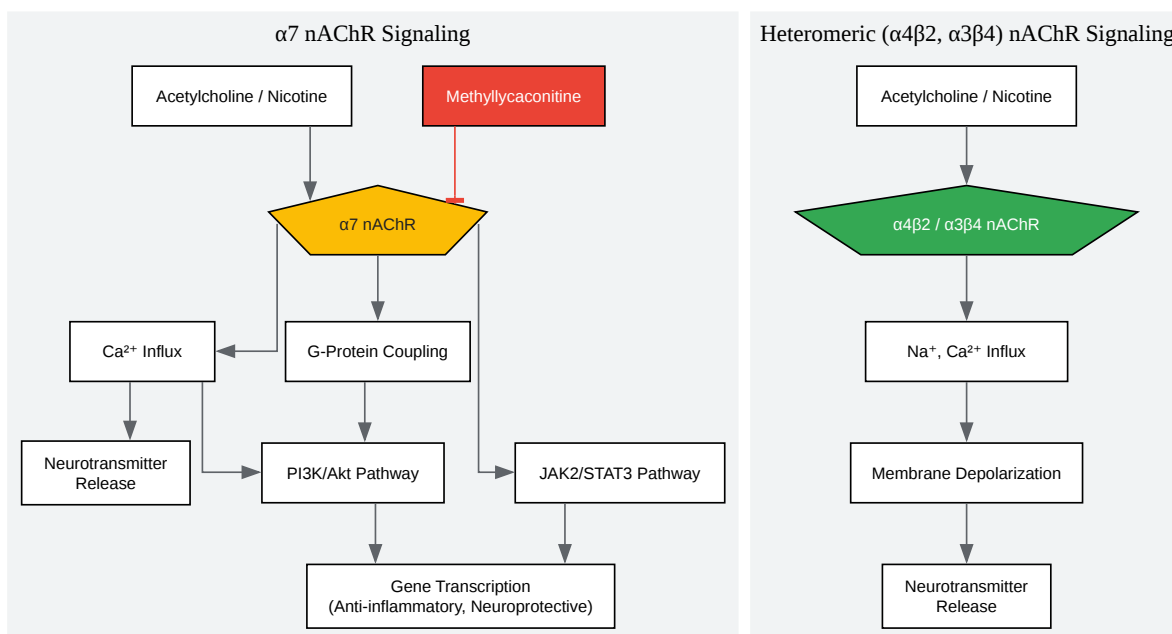 α7 nAChR Signaling
Acetylcholine / Nicotine
Methyllycaconitine
α7 nAChR
Ca²⁺ Influx
G-Protein Coupling
Neurotransmitter
Release
PI3K/Akt Pathway
JAK2/STAT3 Pathway
Gene Transcription
(Anti-inflammatory, Neuroprotective)
Heteromeric (α4β2, α3β4) nAChR Signaling
Acetylcholine / Nicotine
α4β2 / α3β4 nAChR
Na⁺, Ca²⁺ Influx
Membrane Depolarization
Neurotransmitter
Release